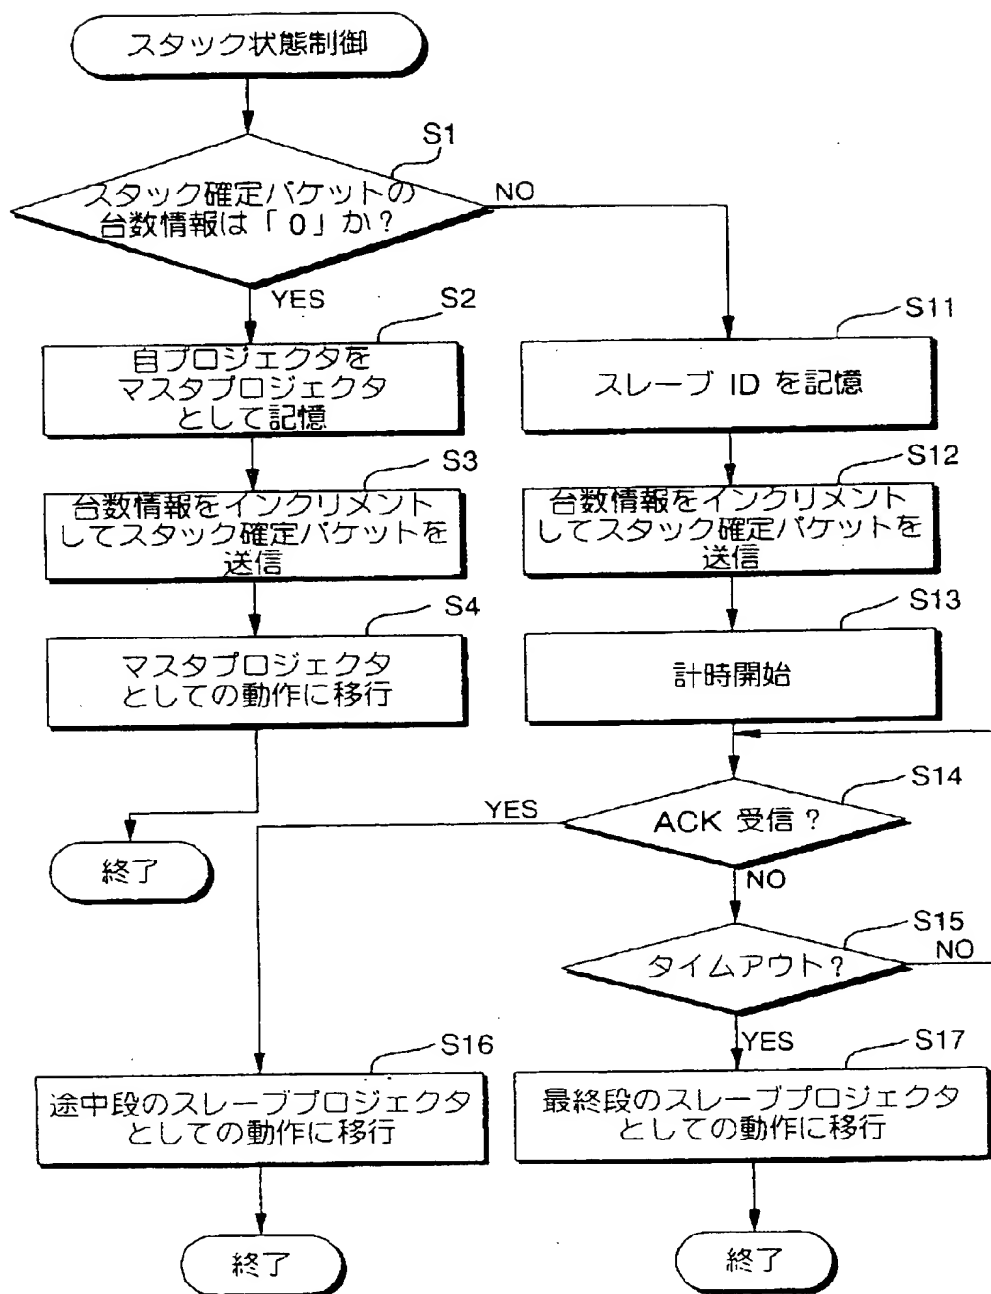 スタック状態制御
S1
スタック確定パケットの
台数情報は「0」か？
NO
YES
S2
自プロジェクタを
マスタプロジェクタ
として記憶
S3
台数情報をインクリメント
してスタック確定パケットを
送信
S4
マスタプロジェクタ
としての動作に移行
終了
S11
スレーブ ID を記憶
S12
台数情報をインクリメント
してスタック確定パケットを
送信
S13
計時開始
S14
ACK 受信？
YES
NO
S15
タイムアウト？
NO
YES
S16
途中段のスレーブプロジェクタ
としての動作に移行
終了
S17
最終段のスレーブプロジェクタ
としての動作に移行
終了